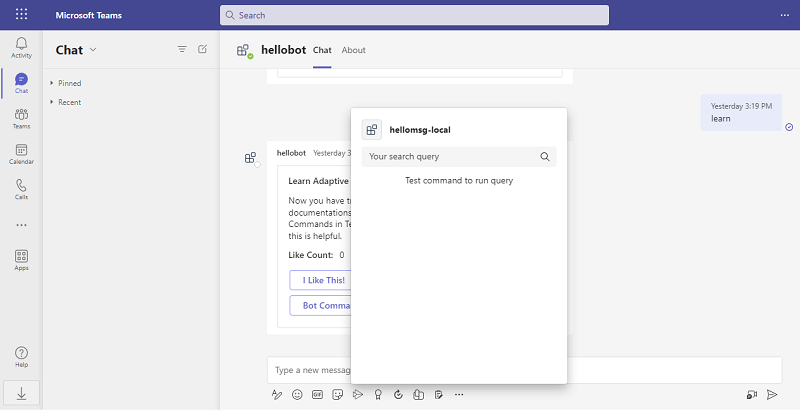 Microsoft Teams
Search
Activity
Chat
Teams
Calendar
Calls
Apps
Help
Chat
Pinned
Recent
hellobot Chat About
Yesterday 3:19 PM
learn
hellobot Yesterday 3
Learn Adaptive
Now you have
documentations
Commands in
this is helpful.
Like Count: 0
I Like This!
Bot Comma
hellomsg-local
Your search query
Test command to run query
Type a new messag
GIF